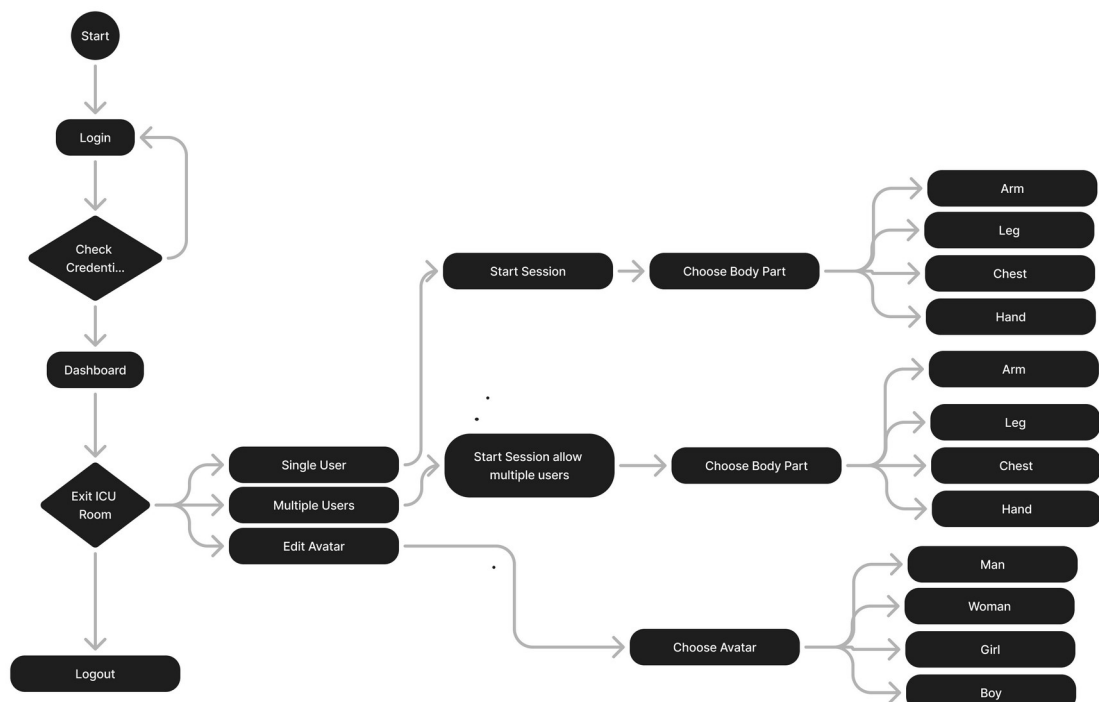 Start
Login
Check
Credenti...
Dashboard
Exit ICU
Room
Logout
Single User
Multiple Users
Edit Avatar
Start Session
Choose Body Part
Arm
Leg
Chest
Hand
Start Session allow
multiple users
Choose Body Part
Arm
Leg
Chest
Hand
Choose Avatar
Man
Woman
Girl
Boy